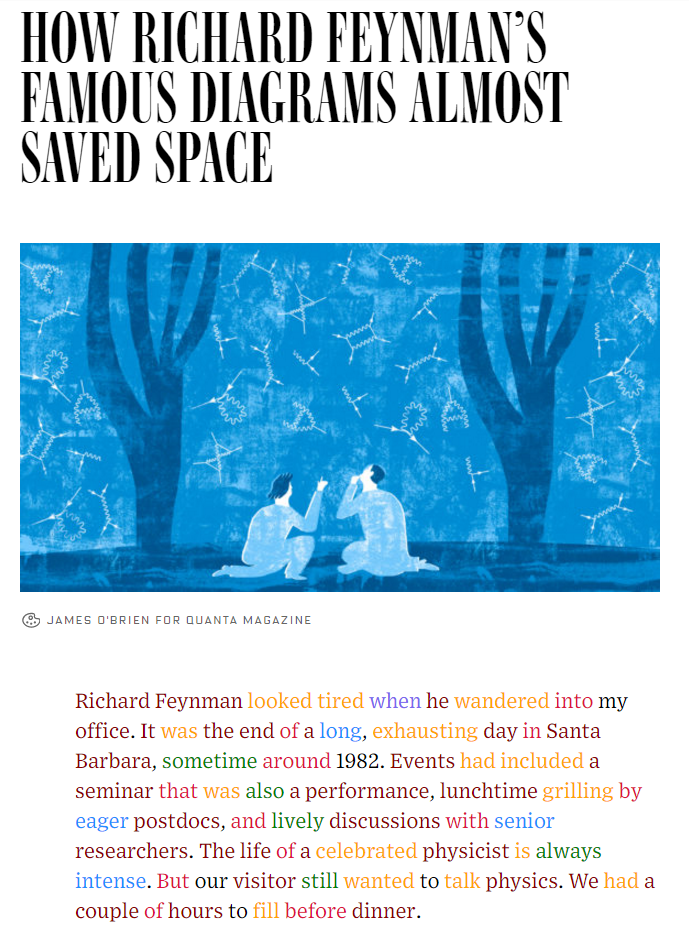 HOW RICHARD FEYNMAN’S
FAMOUS DIAGRAMS ALMOST
SAVED SPACE
JAMES O'BRIEN FOR QUANTA MAGAZINE
Richard Feynman looked tired when he wandered into my
office. It was the end of a long, exhausting day in Santa
Barbara, sometime around 1982. Events had included a
seminar that was also a performance, lunchtime grilling by
eager postdocs, and lively discussions with senior
researchers. The life of a celebrated physicist is always
intense. But our visitor still wanted to talk physics. We had a
couple of hours to fill before dinner.